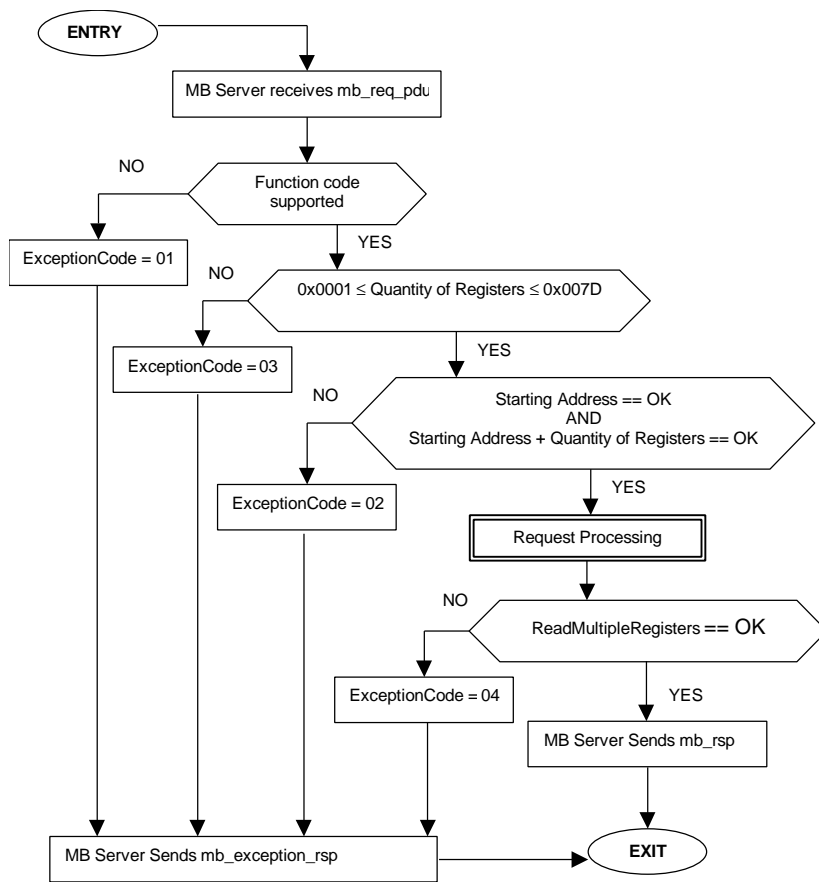 ENTRY
MB Server receives mb_req_pdu
NO
Function code
supported
YES
ExceptionCode = 01
NO
0x0001 ≤ Quantity of Registers ≤ 0x007D
YES
ExceptionCode = 03
NO
Starting Address == OK
AND
Starting Address + Quantity of Registers == OK
YES
ExceptionCode = 02
Request Processing
NO
ReadMultipleRegisters == OK
YES
ExceptionCode = 04
MB Server Sends mb_rsp
MB Server Sends mb_exception_rsp
EXIT